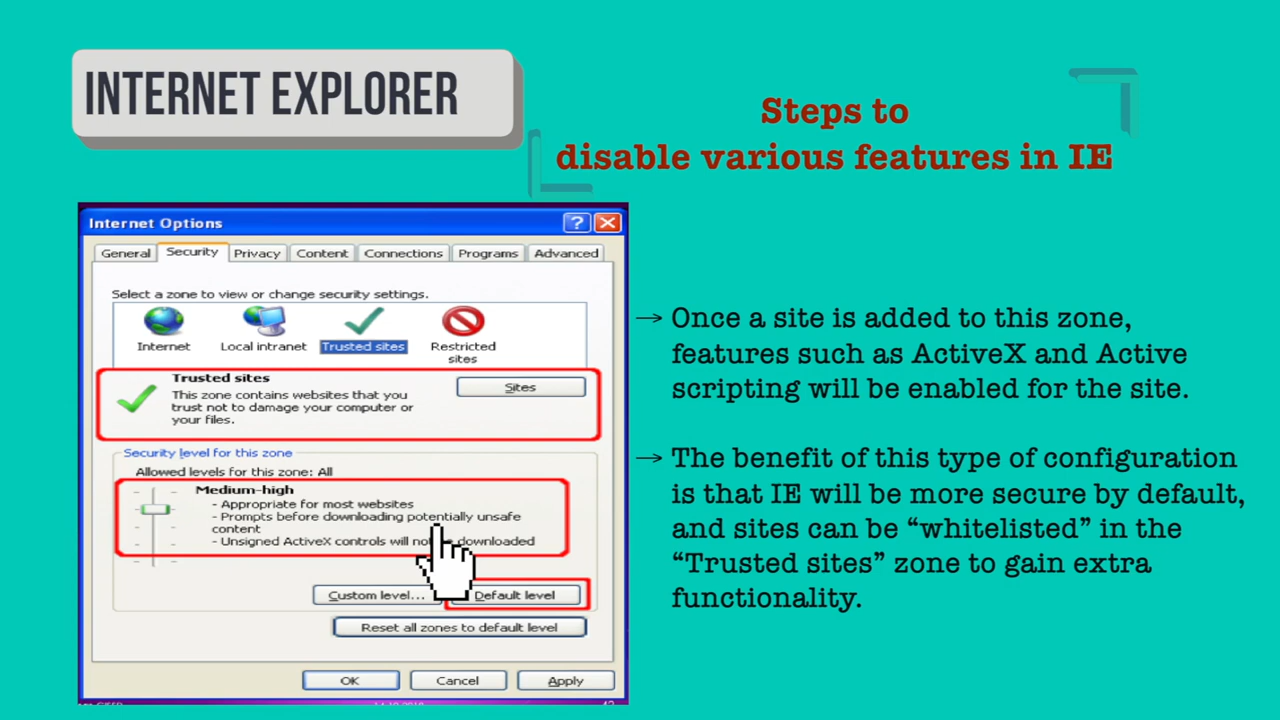 INTERNET EXPLORER
Steps to
disable various features in IE
Internet Options
General Security Privacy Content Connections Programs Advanced
Select a zone to view or change security settings.
Internet Local intranet Trusted sites Restricted
sites
Trusted sites
Sites
This zone contains websites that you
trust not to damage your computer or
your files.
Security level for this zone
Allowed levels for this zone: All
Medium-high
- Appropriate for most websites
- Prompts before downloading potentially unsafe
content
- Unsigned ActiveX controls will not downloaded
Custom level... Default level
Reset all zones to default level
OK Cancel Apply
→ Once a site is added to this zone,
features such as ActiveX and Active
scripting will be enabled for the site.
→ The benefit of this type of configuration
is that IE will be more secure by default,
and sites can be “whitelisted” in the
“Trusted sites” zone to gain extra
functionality.